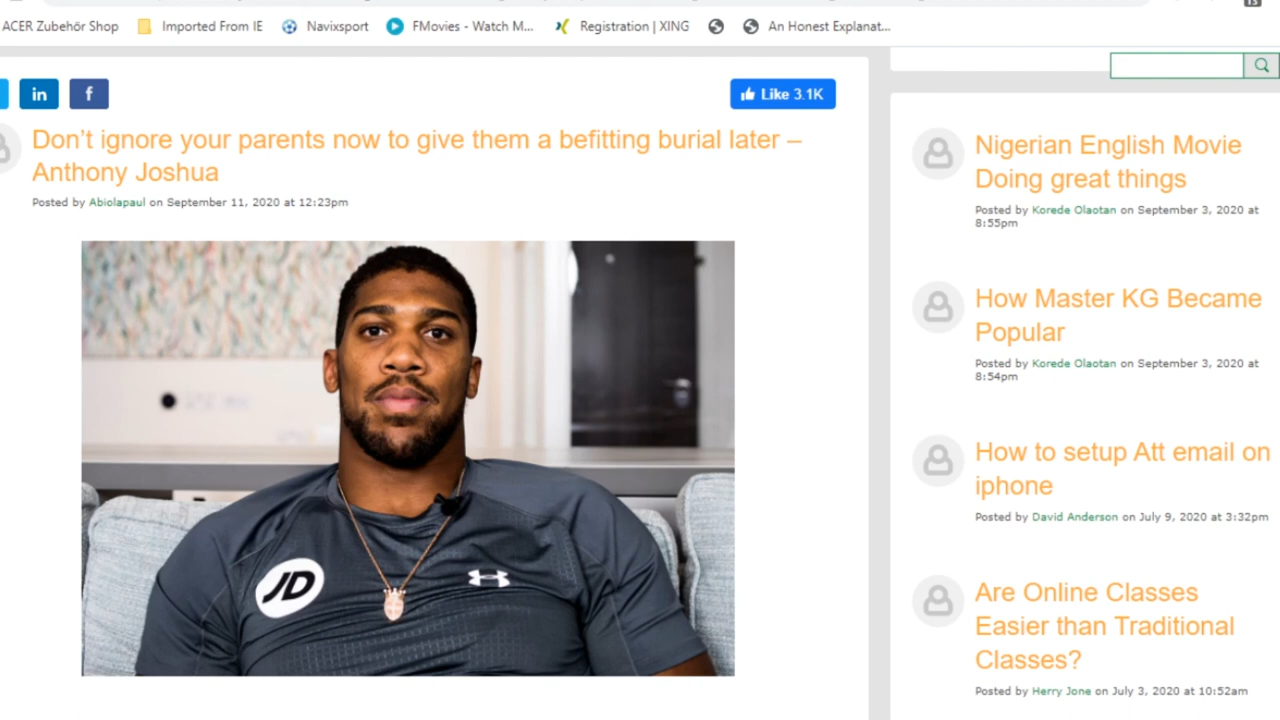 ACER Zubehör Shop
Imported From IE
Navixsport
FMovies - Watch M...
Registration | XING
An Honest Explanat...
in
f
Like 3.1K
Don't ignore your parents now to give them a befitting burial later –
Anthony Joshua
Posted by Abiolapaul on September 11, 2020 at 12:23pm
JD
Nigerian English Movie
Doing great things
Posted by Korede Olaotan on September 3, 2020 at
8:55pm
How Master KG Became
Popular
Posted by Korede Olaotan on September 3, 2020 at
8:54pm
How to setup Att email on
iphone
Posted by David Anderson on July 9, 2020 at 3:32pm
Are Online Classes
Easier than Traditional
Classes?
Posted by Herry Jone on July 3, 2020 at 10:52am